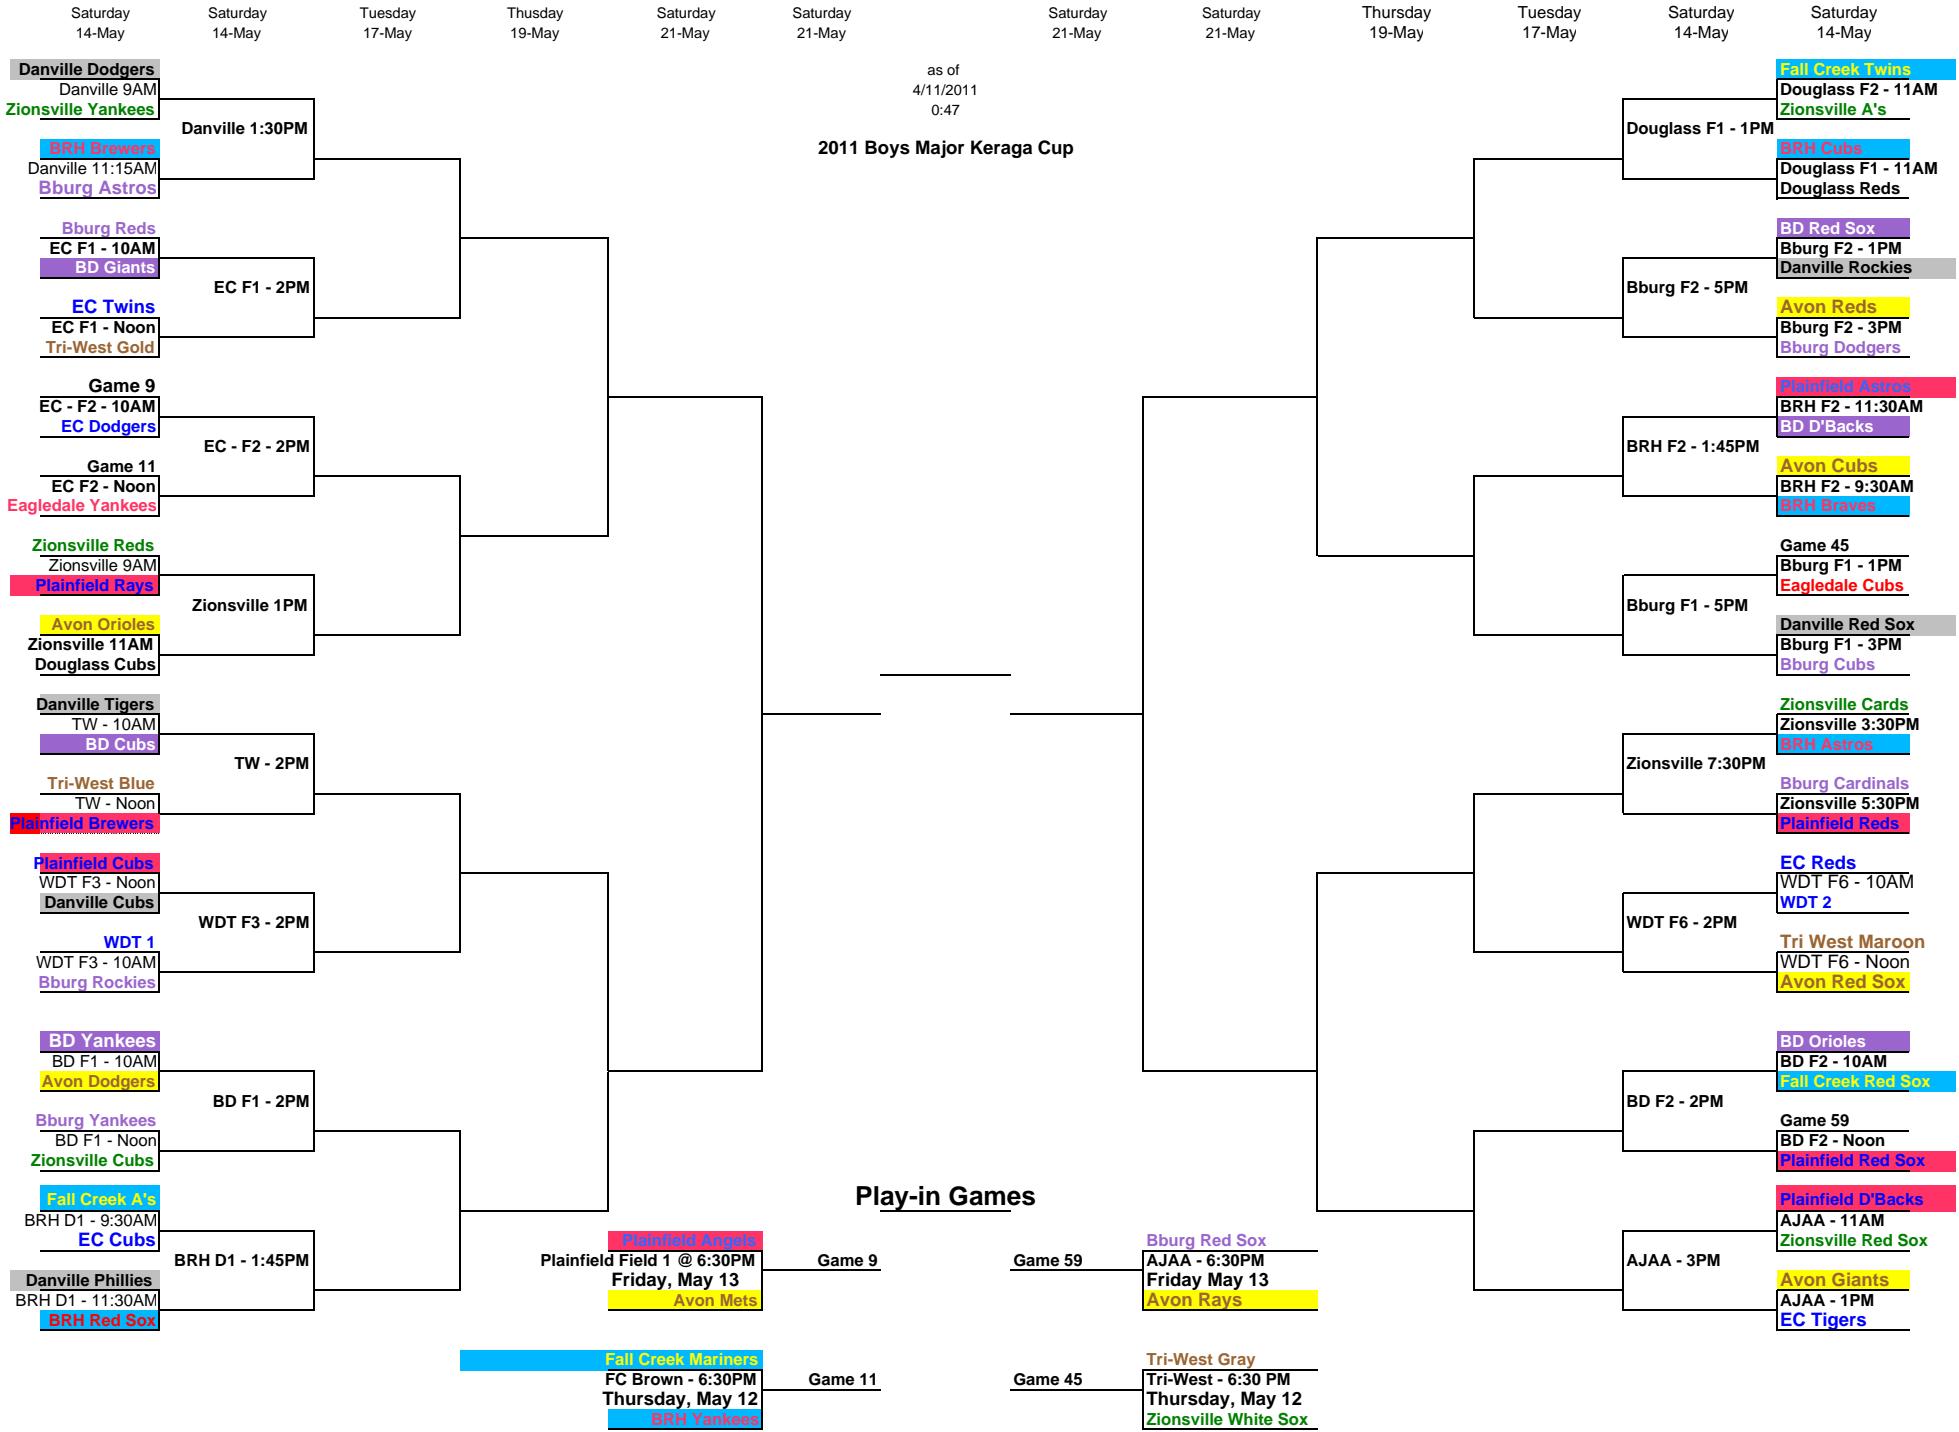 Saturday Saturday Tuesday Thusday Saturday Saturday Saturday Saturday Thursday Tuesday Saturday Saturday
14-May 14-May 17-May 19-May 21-May 21-May 21-May 21-May 19-May 17-May 14-May 14-May
as of
4/11/2011
0:47
2011 Boys Major Keraga Cup
Danville Dodgers
Danville 9AM
Zionsville Yankees
Danville 1:30PM
BRH Brewers
Danville 11:15AM
Bburg Astros
Bburg Reds
EC F1 - 10AM
BD Giants
EC F1 - 2PM
EC Twins
EC F1 - Noon
Tri-West Gold
Game 9
EC - F2 - 10AM
EC Dodgers
EC - F2 - 2PM
Game 11
EC F2 - Noon
Eagledale Yankees
Zionsville Reds
Zionsville 9AM
Plainfield Rays
Zionsville 1PM
Avon Orioles
Zionsville 11AM
Douglass Cubs
Danville Tigers
TW - 10AM
BD Cubs
TW - 2PM
Tri-West Blue
TW - Noon
Plainfield Brewers
Plainfield Cubs
WDT F3 - Noon
Danville Cubs
WDT F3 - 2PM
WDT 1
WDT F3 - 10AM
Bburg Rockies
BD Yankees
BD F1 - 10AM
Avon Dodgers
BD F1 - 2PM
Bburg Yankees
BD F1 - Noon
Zionsville Cubs
Fall Creek A's
BRH D1 - 9:30AM
EC Cubs
BRH D1 - 1:45PM
Danville Phillies
BRH D1 - 11:30AM
BRH Red Sox
Fall Creek Twins
Douglass F2 - 11AM
Zionsville A's
Douglass F1 - 1PM
BRH Cubs
Douglass F1 - 11AM
Douglass Reds
BD Red Sox
Bburg F2 - 1PM
Danville Rockies
Bburg F2 - 5PM
Avon Reds
Bburg F2 - 3PM
Bburg Dodgers
Plainfield Astros
BRH F2 - 11:30AM
BD D'Backs
BRH F2 - 1:45PM
Avon Cubs
BRH F2 - 9:30AM
BRH Braves
Game 45
Bburg F1 - 1PM
Eagledale Cubs
Bburg F1 - 5PM
Danville Red Sox
Bburg F1 - 3PM
Bburg Cubs
Zionsville Cards
Zionsville 3:30PM
BRH Astros
Zionsville 7:30PM
Bburg Cardinals
Zionsville 5:30PM
Plainfield Reds
EC Reds
WDT F6 - 10AM
WDT 2
WDT F6 - 2PM
Tri West Maroon
WDT F6 - Noon
Avon Red Sox
BD Orioles
BD F2 - 10AM
Fall Creek Red Sox
BD F2 - 2PM
Game 59
BD F2 - Noon
Plainfield Red Sox
Plainfield D'Backs
AJAA - 11AM
Zionsville Red Sox
AJAA - 3PM
Avon Giants
AJAA - 1PM
EC Tigers
Play-in Games
Plainfield Angels
Plainfield Field 1 @ 6:30PM
Friday, May 13
Avon Mets
Game 9
Game 59
Bburg Red Sox
AJAA - 6:30PM
Friday May 13
Avon Rays
Fall Creek Mariners
FC Brown - 6:30PM
Thursday, May 12
BRH Yankees
Game 11
Game 45
Tri-West Gray
Tri-West - 6:30 PM
Thursday, May 12
Zionsville White Sox